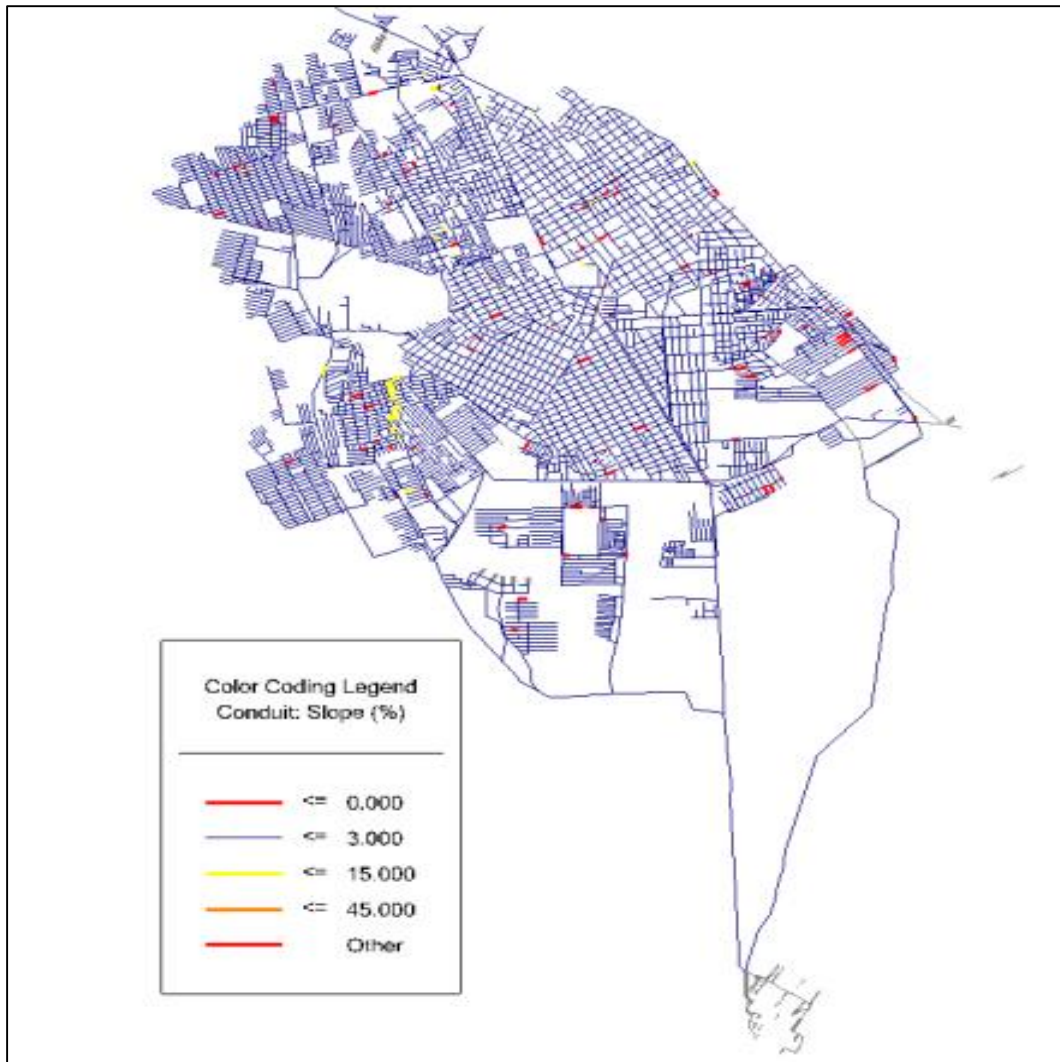 Color Coding Legend
Conduit: Slope (%)
<= 0.000
<= 3.000
<= 15.000
<= 45.000
Other